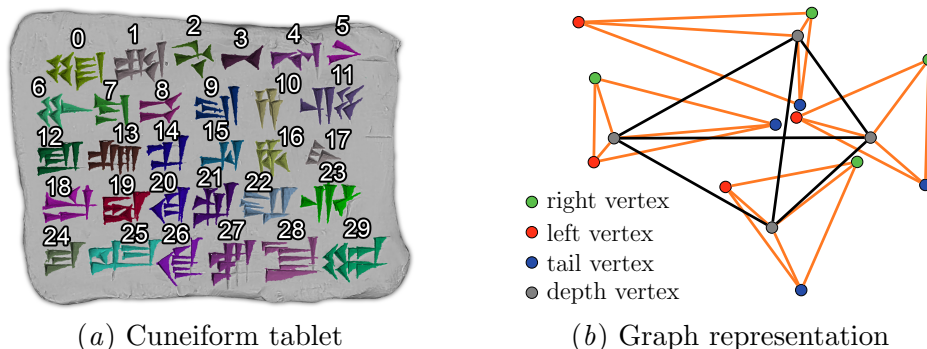 0 1 2 3 4 5
6 7 8 9 10 11
12 13 14 15 16 17
18 19 20 21 22 23
24 25 26 27 28 29
right vertex
left vertex
tail vertex
depth vertex
(a) Cuneiform tablet
(b) Graph representation